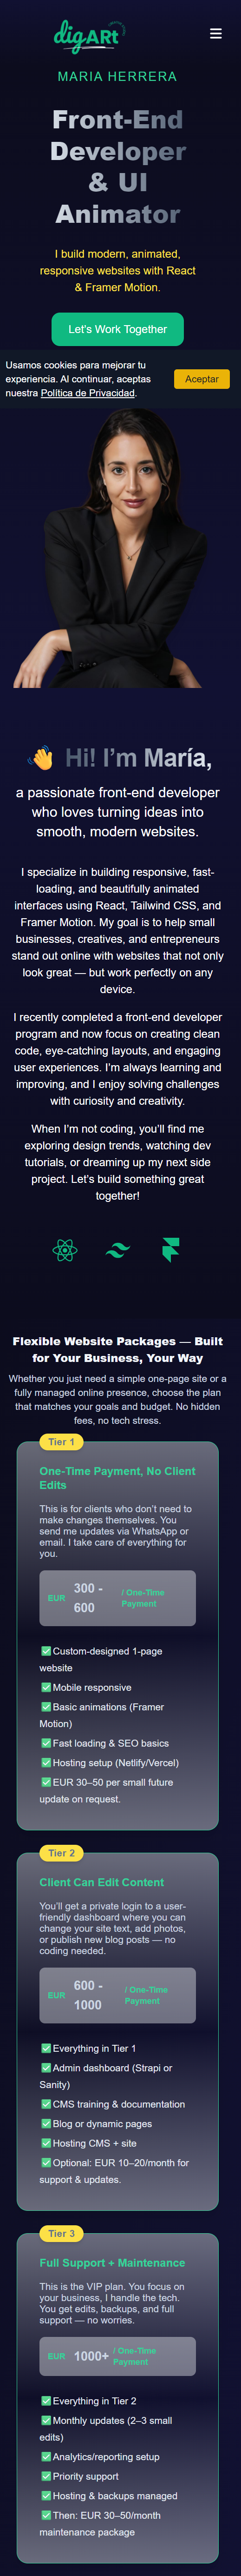 digART
MARIA HERRERA
Front-End
Developer
& UI
Animator
I build modern, animated,
responsive websites with React
& Framer Motion.
Let's Work Together
Usamos cookies para mejorar tu
experiencia. Al continuar, aceptas
nuestra Política de Privacidad.
Aceptar
👋 Hi! I'm María,
a passionate front-end developer
who loves turning ideas into
smooth, modern websites.
I specialize in building responsive, fast-
loading, and beautifully animated
interfaces using React, Tailwind CSS, and
Framer Motion. My goal is to help small
businesses, creatives, and entrepreneurs
stand out online with websites that not only
look great — but work perfectly on any
device.
I recently completed a front-end developer
program and now focus on creating clean
code, eye-catching layouts, and engaging
user experiences. I'm always learning and
improving, and I enjoy solving challenges
with curiosity and creativity.
When I'm not coding, you'll find me
exploring design trends, watching dev
tutorials, or dreaming up my next side
project. Let's build something great
together!
Flexible Website Packages — Built
for Your Business, Your Way
Whether you just need a simple one-page site or a
fully managed online presence, choose the plan
that matches your goals and budget. No hidden
fees, no tech stress.
Tier 1
One-Time Payment, No Client
Edits
This is for clients who don't need to
make changes themselves. You
send me updates via WhatsApp or
email. I take care of everything for
you.
EUR 300 - 600 / One-Time Payment
✅Custom-designed 1-page
website
✅Mobile responsive
✅Basic animations (Framer
Motion)
✅Fast loading & SEO basics
✅Hosting setup (Netlify/Vercel)
✅EUR 30–50 per small future
update on request.
Tier 2
Client Can Edit Content
You'll get a private login to a user-
friendly dashboard where you can
change your site text, add photos,
or publish new blog posts — no
coding needed.
EUR 600 - 1000 / One-Time Payment
✅Everything in Tier 1
✅Admin dashboard (Strapi or
Sanity)
✅CMS training & documentation
✅Blog or dynamic pages
✅Hosting CMS + site
✅Optional: EUR 10–20/month for
support & updates.
Tier 3
Full Support + Maintenance
This is the VIP plan. You focus on
your business, I handle the tech.
You get edits, backups, and full
support — no worries.
EUR 1000+ / One-Time Payment
✅Everything in Tier 2
✅Monthly updates (2–3 small
edits)
✅Analytics/reporting setup
✅Priority support
✅Hosting & backups managed
✅Then: EUR 30–50/month
maintenance package